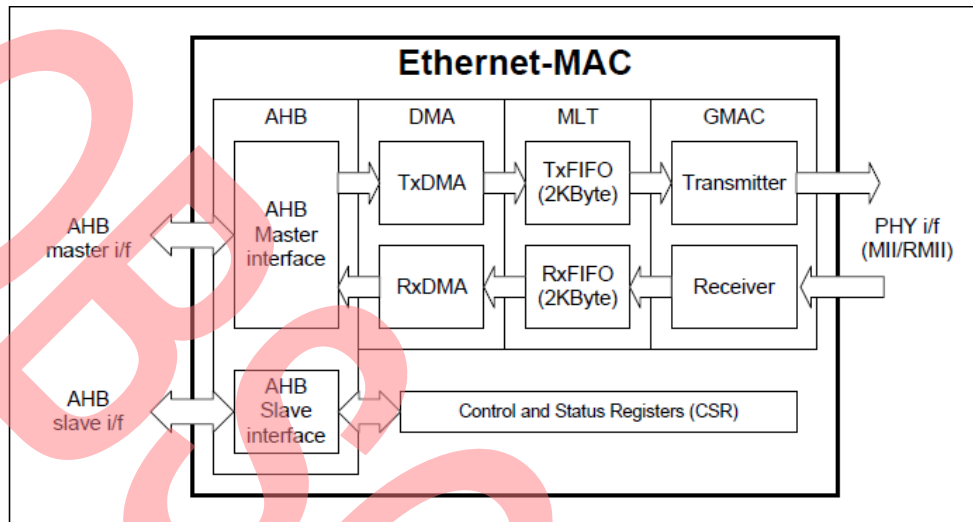 Ethernet-MAC
AHB
DMA
MLT
GMAC
AHB
Master
interface
TxDMA
TxFIFO
(2KByte)
Transmitter
RxDMA
RxFIFO
(2KByte)
Receiver
AHB
master i/f
PHY i/f
(MII/RMII)
AHB
slave i/f
AHB
Slave
interface
Control and Status Registers (CSR)